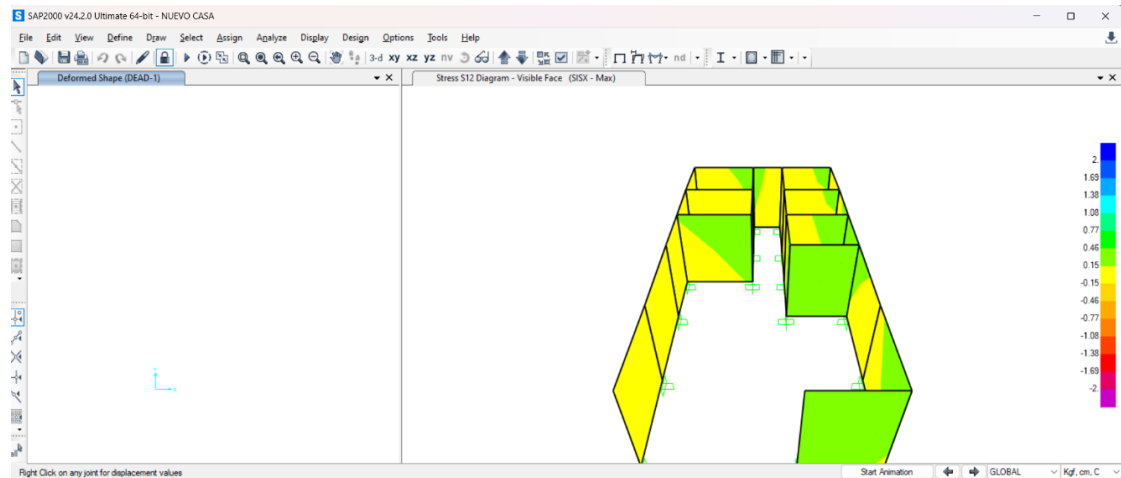 SAP2000 v24.2.0 Ultimate 64-bit - NUEVO CASA
File Edit View Define Draw Select Assign Analyze Display Design Options Tools Help
3-d xy xz yz nv nd
Deformed Shape (DEAD-1)
Stress S12 Diagram - Visible Face (SISX - Max)
2.
1.69
1.38
1.08
0.77
0.46
0.15
-0.15
-0.46
-0.77
-1.08
-1.38
-1.69
-2.
Right Click on any joint for displacement values
Start Animation
GLOBAL
Kgf, cm, C